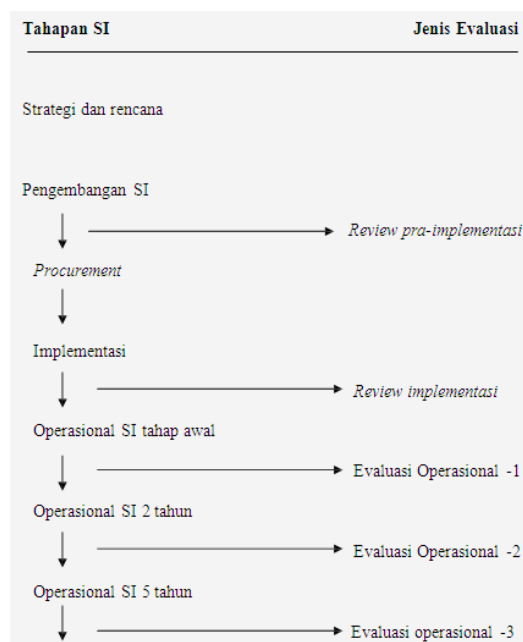 Tahapan SI Jenis Evaluasi
Strategi dan rencana
Pengembangan SI
Review pra-implementasi
Procurement
Implementasi
Review implementasi
Operasional SI tahap awal
Evaluasi Operasional -1
Operasional SI 2 tahun
Evaluasi Operasional -2
Operasional SI 5 tahun
Evaluasi operasional -3